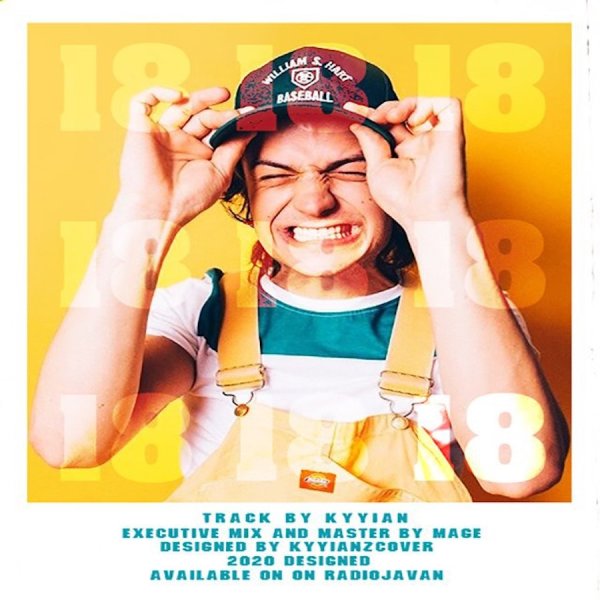 18 18 18
WILLIAM S. HART
BASEBALL
18 18 18
18 18 18
Dickies
TRACK BY KYYIAN
EXECUTIVE MIX AND MASTER BY MAGE
DESIGNED BY KYYIANZCOVER
2020 DESIGNED
AVAILABLE ON ON RADIOJAVAN